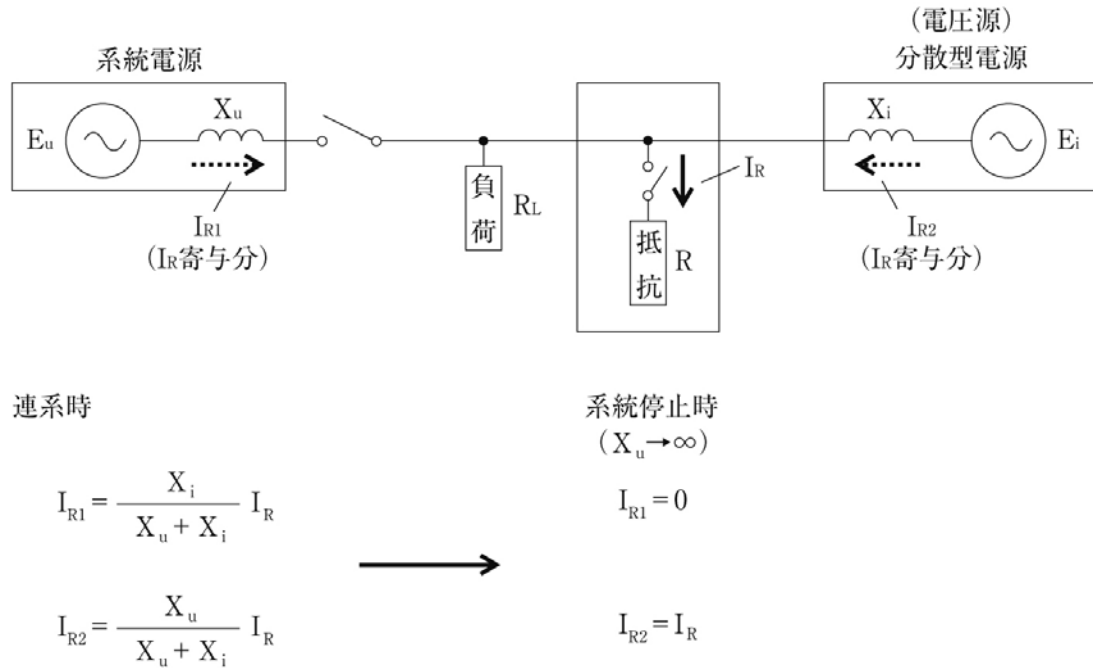 (電圧源)
系統電源
分散型電源
Xu
Xi
Eu
Ei
IR
負荷
RL
抵抗
R
IR1
(IR寄与分)
IR2
(IR寄与分)
連系時
系統停止時
(Xu→∞)
IR1 = Xi / (Xu + Xi) IR
IR1 = 0
IR2 = Xu / (Xu + Xi) IR
IR2 = IR